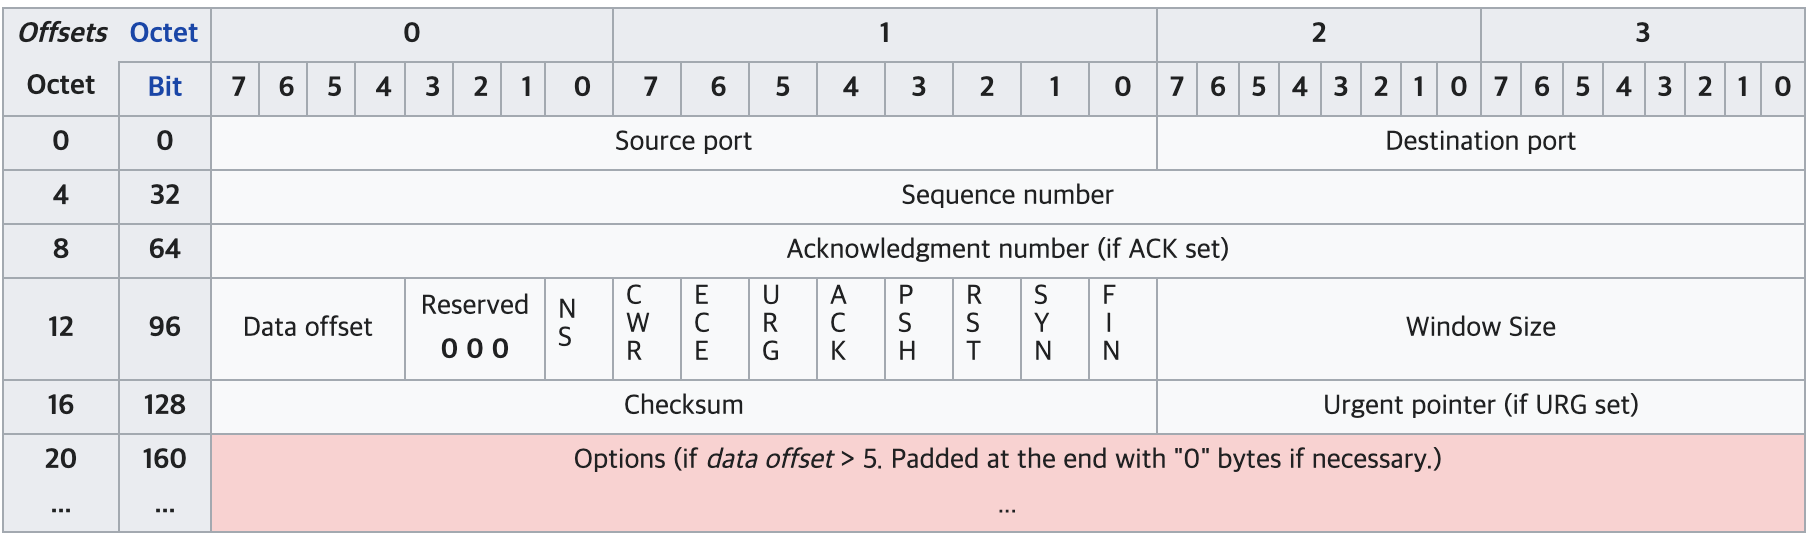 Offsets Octet 0 1 2 3
Octet Bit 7 6 5 4 3 2 1 0 7 6 5 4 3 2 1 0 7 6 5 4 3 2 1 0 7 6 5 4 3 2 1 0
0 0 Source port Destination port
4 32 Sequence number
8 64 Acknowledgment number (if ACK set)
12 96 Data offset Reserved 0 0 0 NS CWR ECE URG ACK PSH RST SYN FIN Window Size
16 128 Checksum Urgent pointer (if URG set)
20 160 Options (if data offset > 5. Padded at the end with "0" bytes if necessary.)
... ... ...